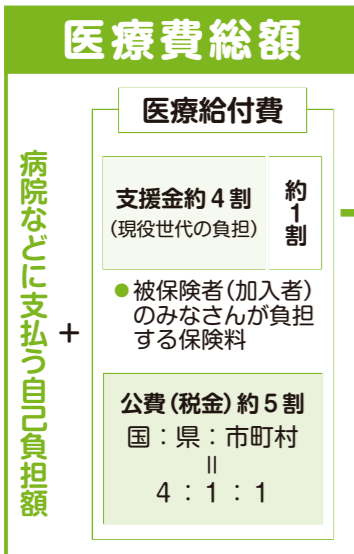 医療費総額
病院などに支払う自己負担額
+
医療給付費
支援金約4割
(現役世代の負担)
約1割
●被保険者(加入者)
のみなさんが負担
する保険料
公費(税金)約5割
国:県:市町村
=
4:1:1